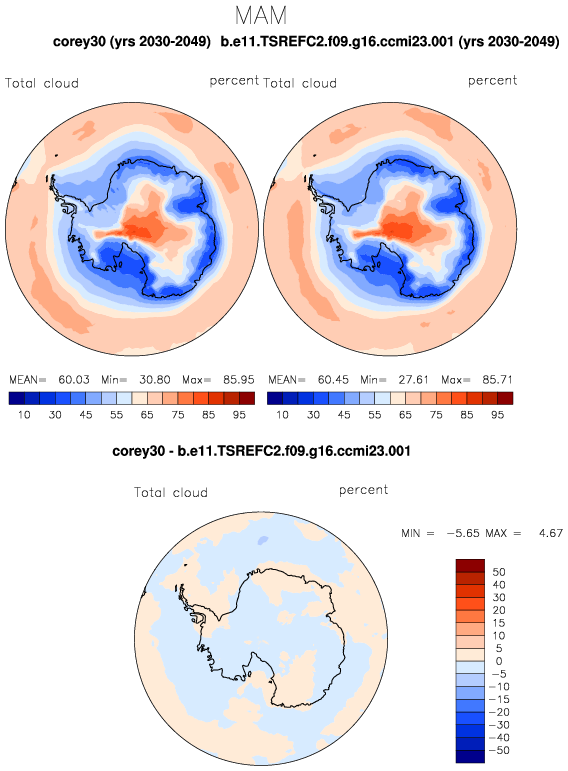 MAM
corey30 (yrs 2030-2049) b.e11.TSREFC2.f09.g16.ccmi23.001 (yrs 2030-2049)
Total cloud percent Total cloud percent
MEAN= 60.03 Min= 30.80 Max= 85.95 MEAN= 60.45 Min= 27.61 Max= 85.71
10 30 45 55 65 75 85 95 10 30 45 55 65 75 85 95
corey30 - b.e11.TSREFC2.f09.g16.ccmi23.001
Total cloud percent
MIN = -5.65 MAX = 4.67
50
40
30
20
15
10
5
0
-5
-10
-15
-20
-30
-40
-50